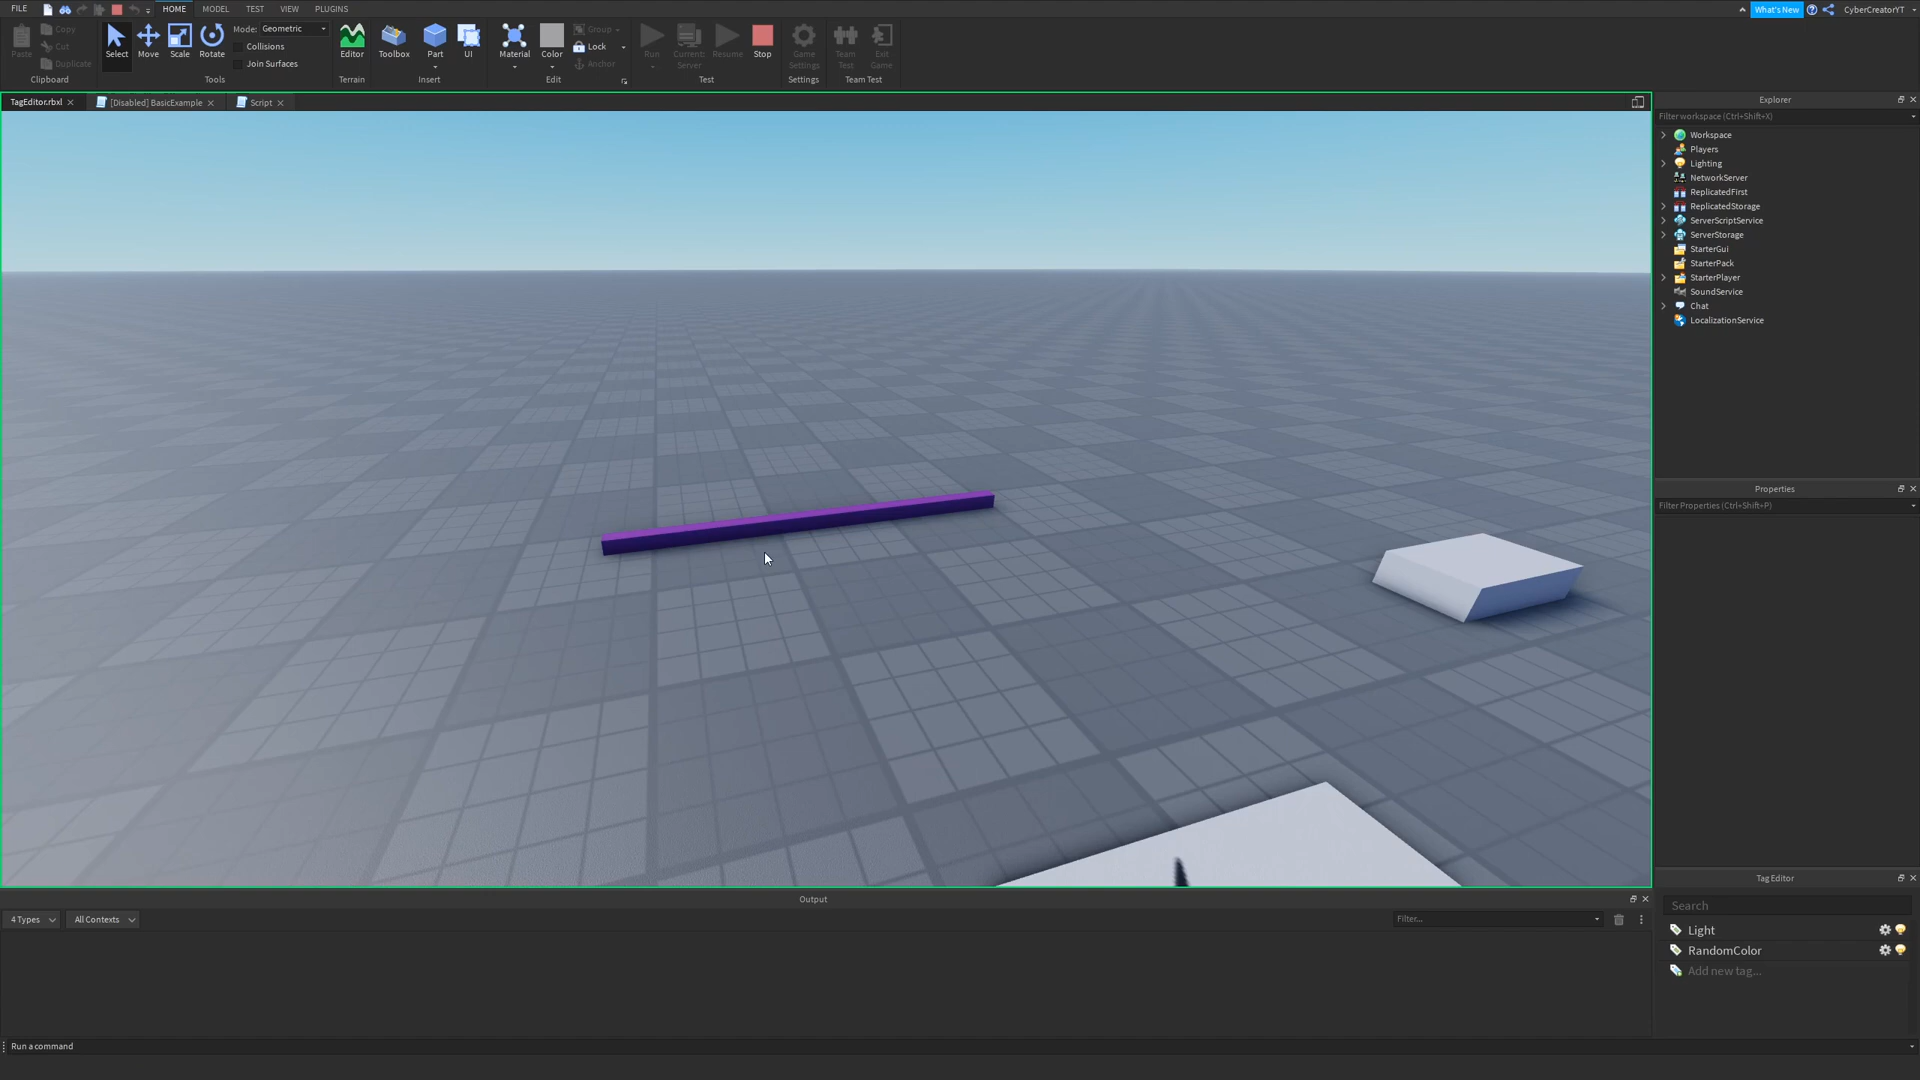 FILE HOME MODEL TEST VIEW PLUGINS What's New CyberCreatorYT
Paste Copy Cut Duplicate Clipboard
Select Move Scale Rotate Mode: Geometric Collisions Join Surfaces Tools
Editor Terrain
Toolbox Part UI Insert
Material Color Group Lock Anchor Edit
Run Current: Server Resume Stop Test
Game Settings Settings
Team Test Exit Game Team Test
TagEditor.rbxl [Disabled] BasicExample Script
Explorer
Filter workspace (Ctrl+Shift+X)
Workspace
Players
Lighting
NetworkServer
ReplicatedFirst
ReplicatedStorage
ServerScriptService
ServerStorage
StarterGui
StarterPack
StarterPlayer
SoundService
Chat
LocalizationService
Properties
Filter Properties (Ctrl+Shift+P)
Tag Editor
Search
Light
RandomColor
Add new tag...
Output
4 Types All Contexts Filter...
Run a command